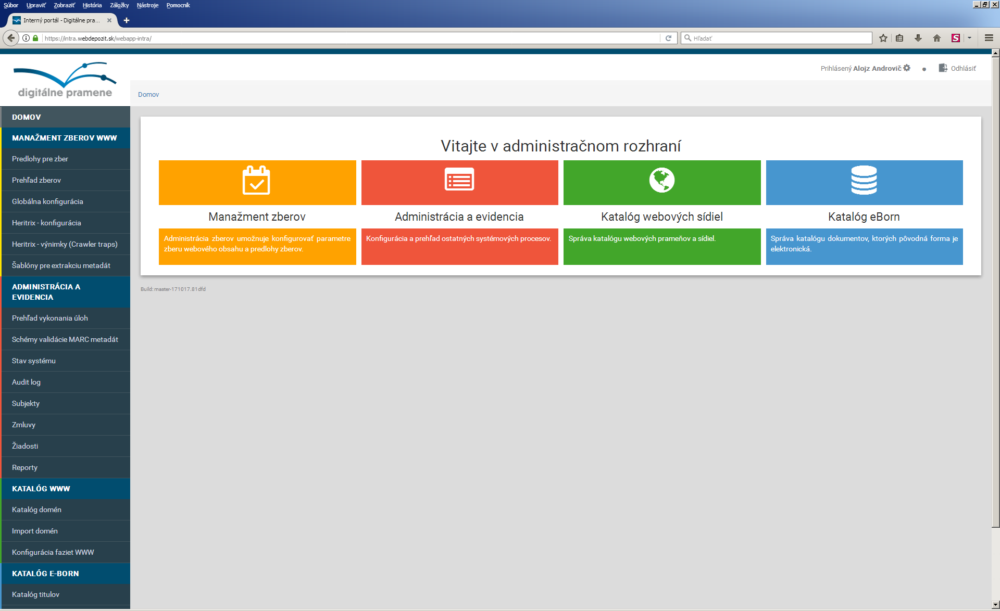 Súbor Upraviť Zobraziť História Záložky Nástroje Pomocník
Interný portál - Digitálne pra...
https://intra.webdepozit.sk/webapp-intra/
Hľadať
digitálne pramene
Prihlásený Alojz Androvič
Odhlásiť
Domov
DOMOV
MANAŽMENT ZBEROV WWW
Predlohy pre zber
Prehľad zberov
Globálna konfigurácia
Heritrix - konfigurácia
Heritrix - výnimky (Crawler traps)
Šablóny pre extrakciu metadát
ADMINISTRÁCIA A
EVIDENCIA
Prehľad vykonania úloh
Schémy validácie MARC metadát
Stav systému
Audit log
Subjekty
Zmluvy
Žiadosti
Reporty
KATALÓG WWW
Katalóg domén
Import domén
Konfigurácia faziet WWW
KATALÓG E-BORN
Katalóg titulov
Vitajte v administračnom rozhraní
Manažment zberov
Administrácia zberov umožnuje konfigurovať parametre
zberu webového obsahu a predlohy zberov.
Administrácia a evidencia
Konfigurácia a prehľad ostatných systémových procesov.
Katalóg webových sídiel
Správa katalógu webových prameňov a sídiel.
Katalóg eBorn
Správa katalógu dokumentov, ktorých pôvodná forma je
elektronická.
Build: master-171017.81dfd